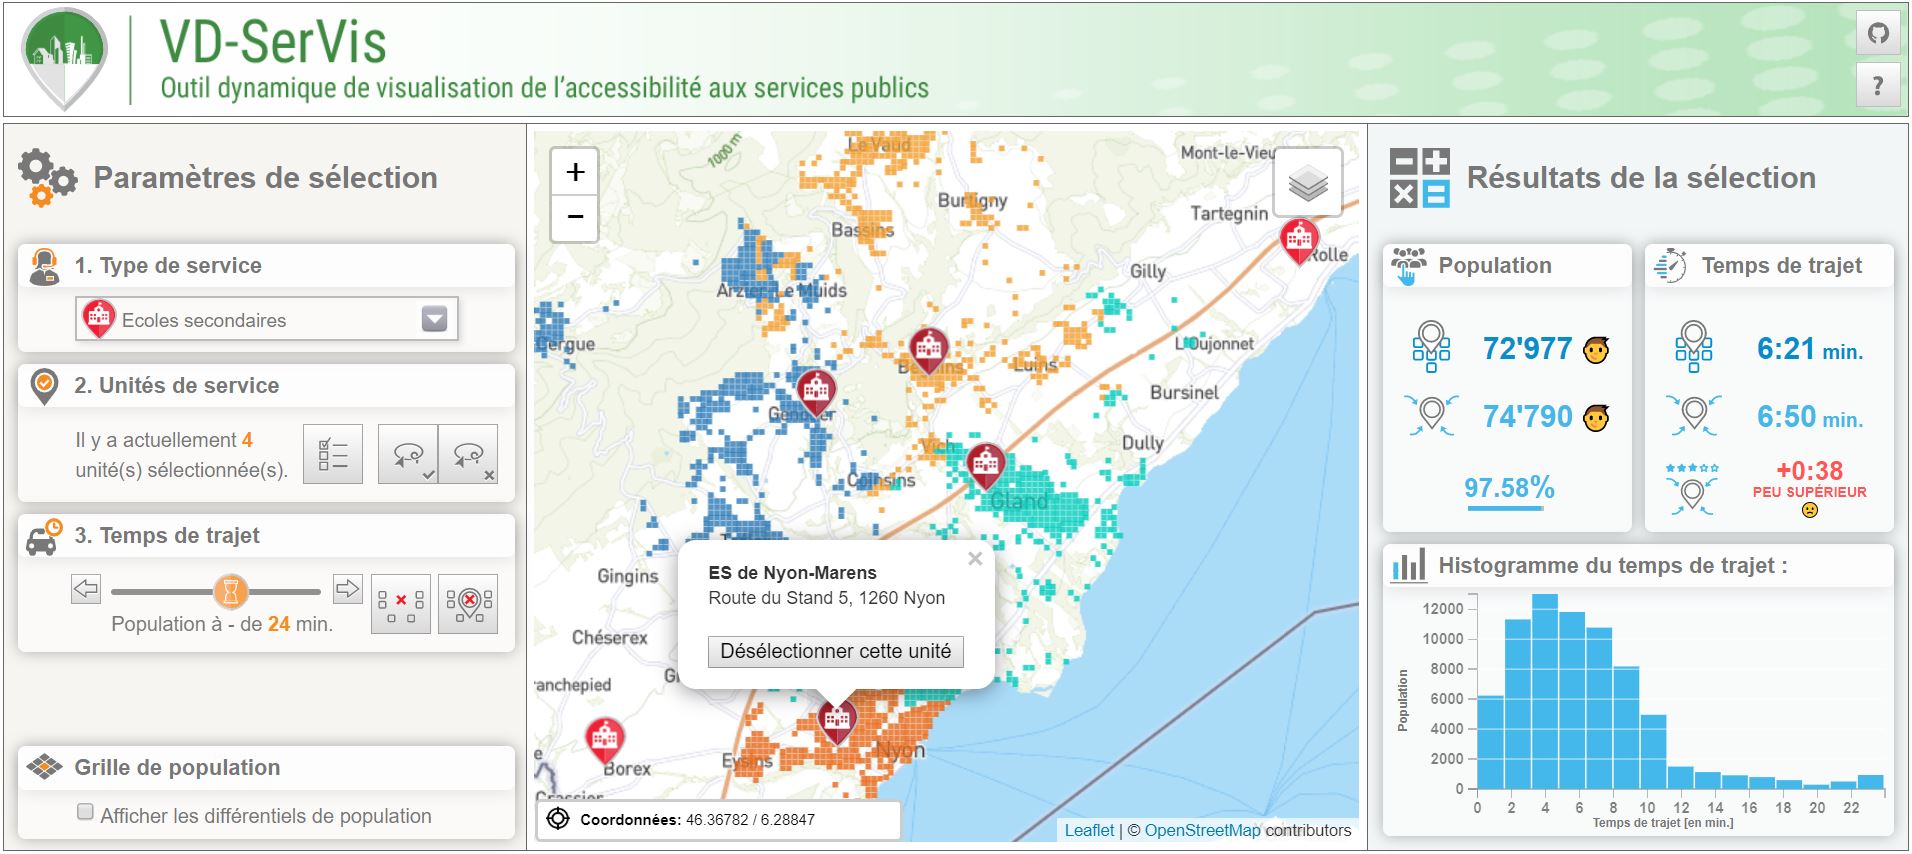 VD-SerVis
Outil dynamique de visualisation de l'accessibilité aux services publics
?
Paramètres de sélection
1. Type de service
Ecoles secondaires
2. Unités de service
Il y a actuellement 4
unité(s) sélectionnée(s).
3. Temps de trajet
Population à - de 24 min.
Grille de population
Afficher les différentiels de population
+
−
1000 m
Le Vaud
Mont-le-Vieu
Burtigny
Tartegnin
Bassins
Rolle
Gilly
Arzier-Le Muids
Cergue
L'Oujonnet
Begnins
Luins
Bursinel
Genolier
Dully
Vich
Coinsins
Gland
Gingins
ES de Nyon-Marens
Route du Stand 5, 1260 Nyon
×
Désélectionner cette unité
Chéserex
ranchepied
Nyon
Eysins
Borex
Grassier
Coordonnées: 46.36782 / 6.28847
Leaflet | © OpenStreetMap contributors
Résultats de la sélection
Population
72'977
74'790
97.58%
Temps de trajet
6:21 min.
6:50 min.
+0:38
PEU SUPÉRIEUR
Histogramme du temps de trajet :
12000
10000
8000
6000
4000
2000
0
Population
0 2 4 6 8 10 12 14 16 18 20 22
Temps de trajet [en min.]